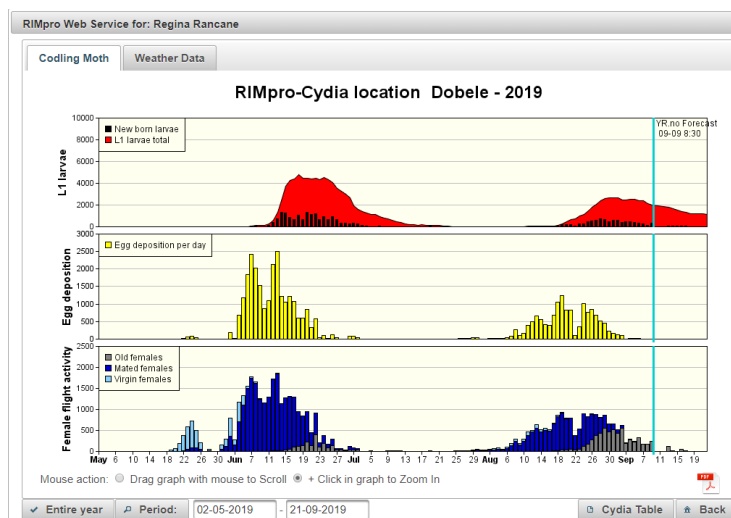 RIMpro Web Service for: Regina Rancane
Codling Moth Weather Data
RIMpro-Cydia location Dobele - 2019
10000
8000
6000
4000
2000
0
L1 larvae
New born larvae
L1 larvae total
YR.no Forecast
09-09 8:30
3000
2500
2000
1500
1000
500
0
Egg deposition
Egg deposition per day
2500
2000
1500
1000
500
0
Female flight activity
Old females
Mated females
Virgin females
May 6 10 14 18 22 26 30 Jun 7 11 15 19 23 27 Jul 5 9 13 17 21 25 29 Aug 6 10 14 18 22 26 30 Sep 7 11 15 19
Mouse action: Drag graph with mouse to Scroll + Click in graph to Zoom In
PDF
Entire year Period: 02-05-2019 - 21-09-2019 Cydia Table Back